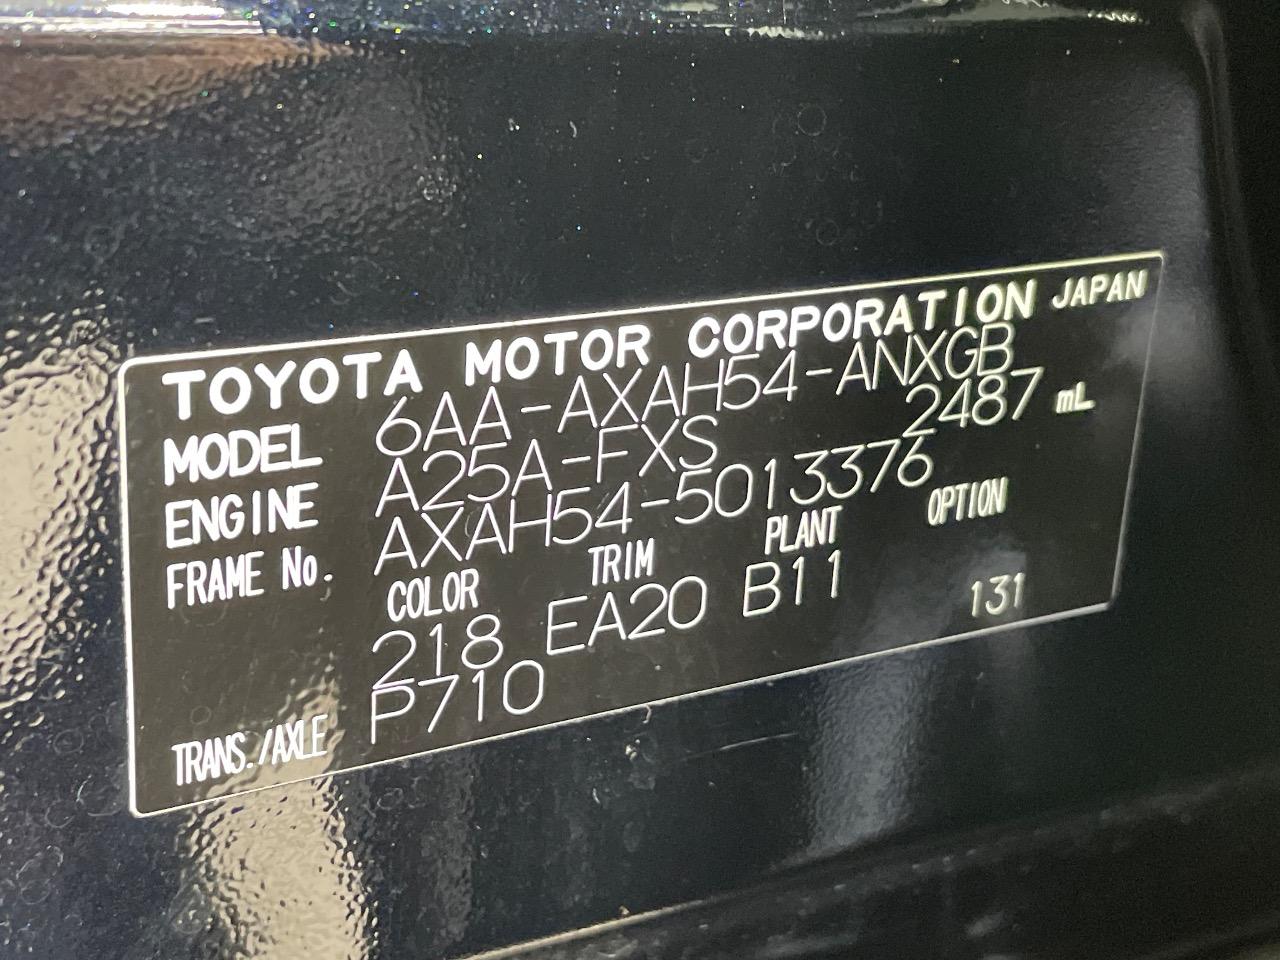 TOYOTA MOTOR CORPORATION JAPAN
MODEL 6AA-AXAH54-ANXGB
ENGINE A25A-FXS 2487 mL
FRAME No. AXAH54-5013376
COLOR TRIM PLANT OPTION
218 EA20 B11 131
TRANS./AXLE P710